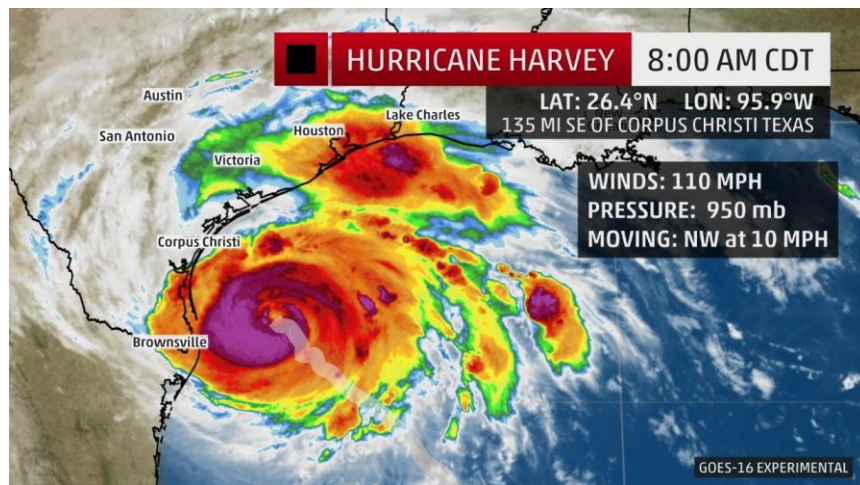 HURRICANE HARVEY
8:00 AM CDT
LAT: 26.4°N LON: 95.9°W
135 MI SE OF CORPUS CHRISTI TEXAS
WINDS: 110 MPH
PRESSURE: 950 mb
MOVING: NW at 10 MPH
Austin
Lake Charles
San Antonio
Houston
Victoria
Corpus Christi
Brownsville
GOES-16 EXPERIMENTAL